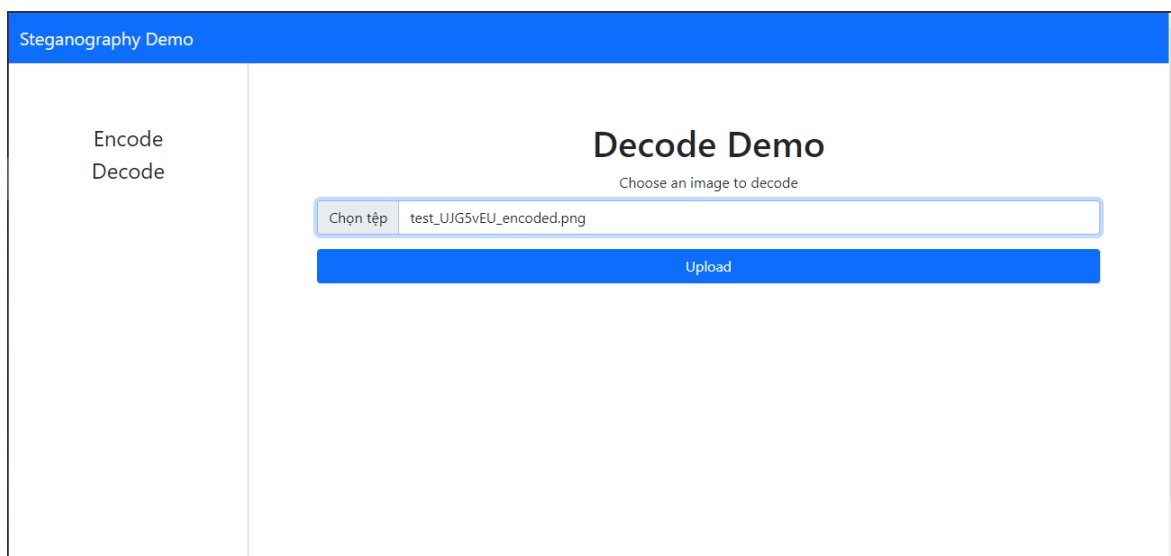 Steganography Demo
Encode
Decode
Decode Demo
Choose an image to decode
Chọn tệp test_UJG5vEU_encoded.png
Upload